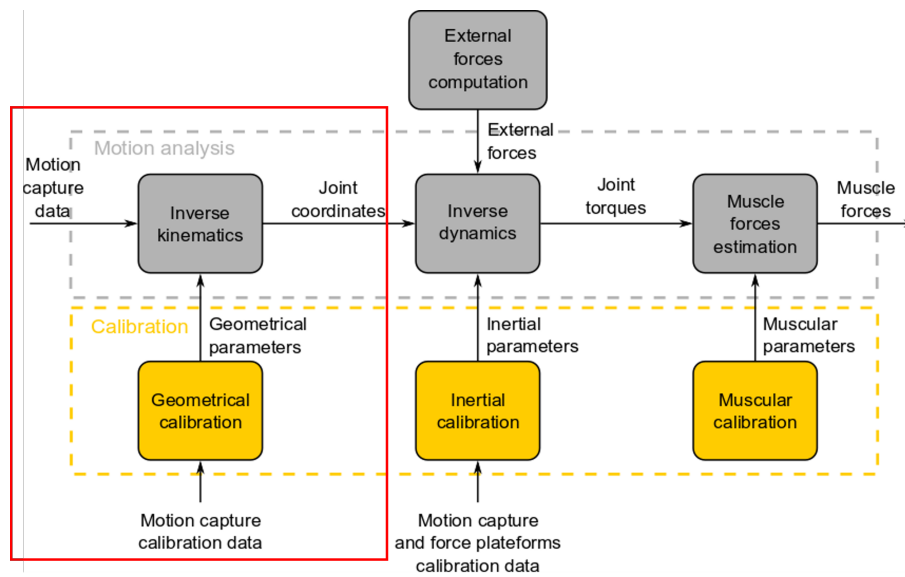 External
forces
computation
External
forces
Motion analysis
Motion
capture
data
Inverse
kinematics
Joint
coordinates
Inverse
dynamics
Joint
torques
Muscle
forces
estimation
Muscle
forces
Calibration
Geometrical
parameters
Inertial
parameters
Muscular
parameters
Geometrical
calibration
Inertial
calibration
Muscular
calibration
Motion capture
calibration data
Motion capture
and force plateforms
calibration data